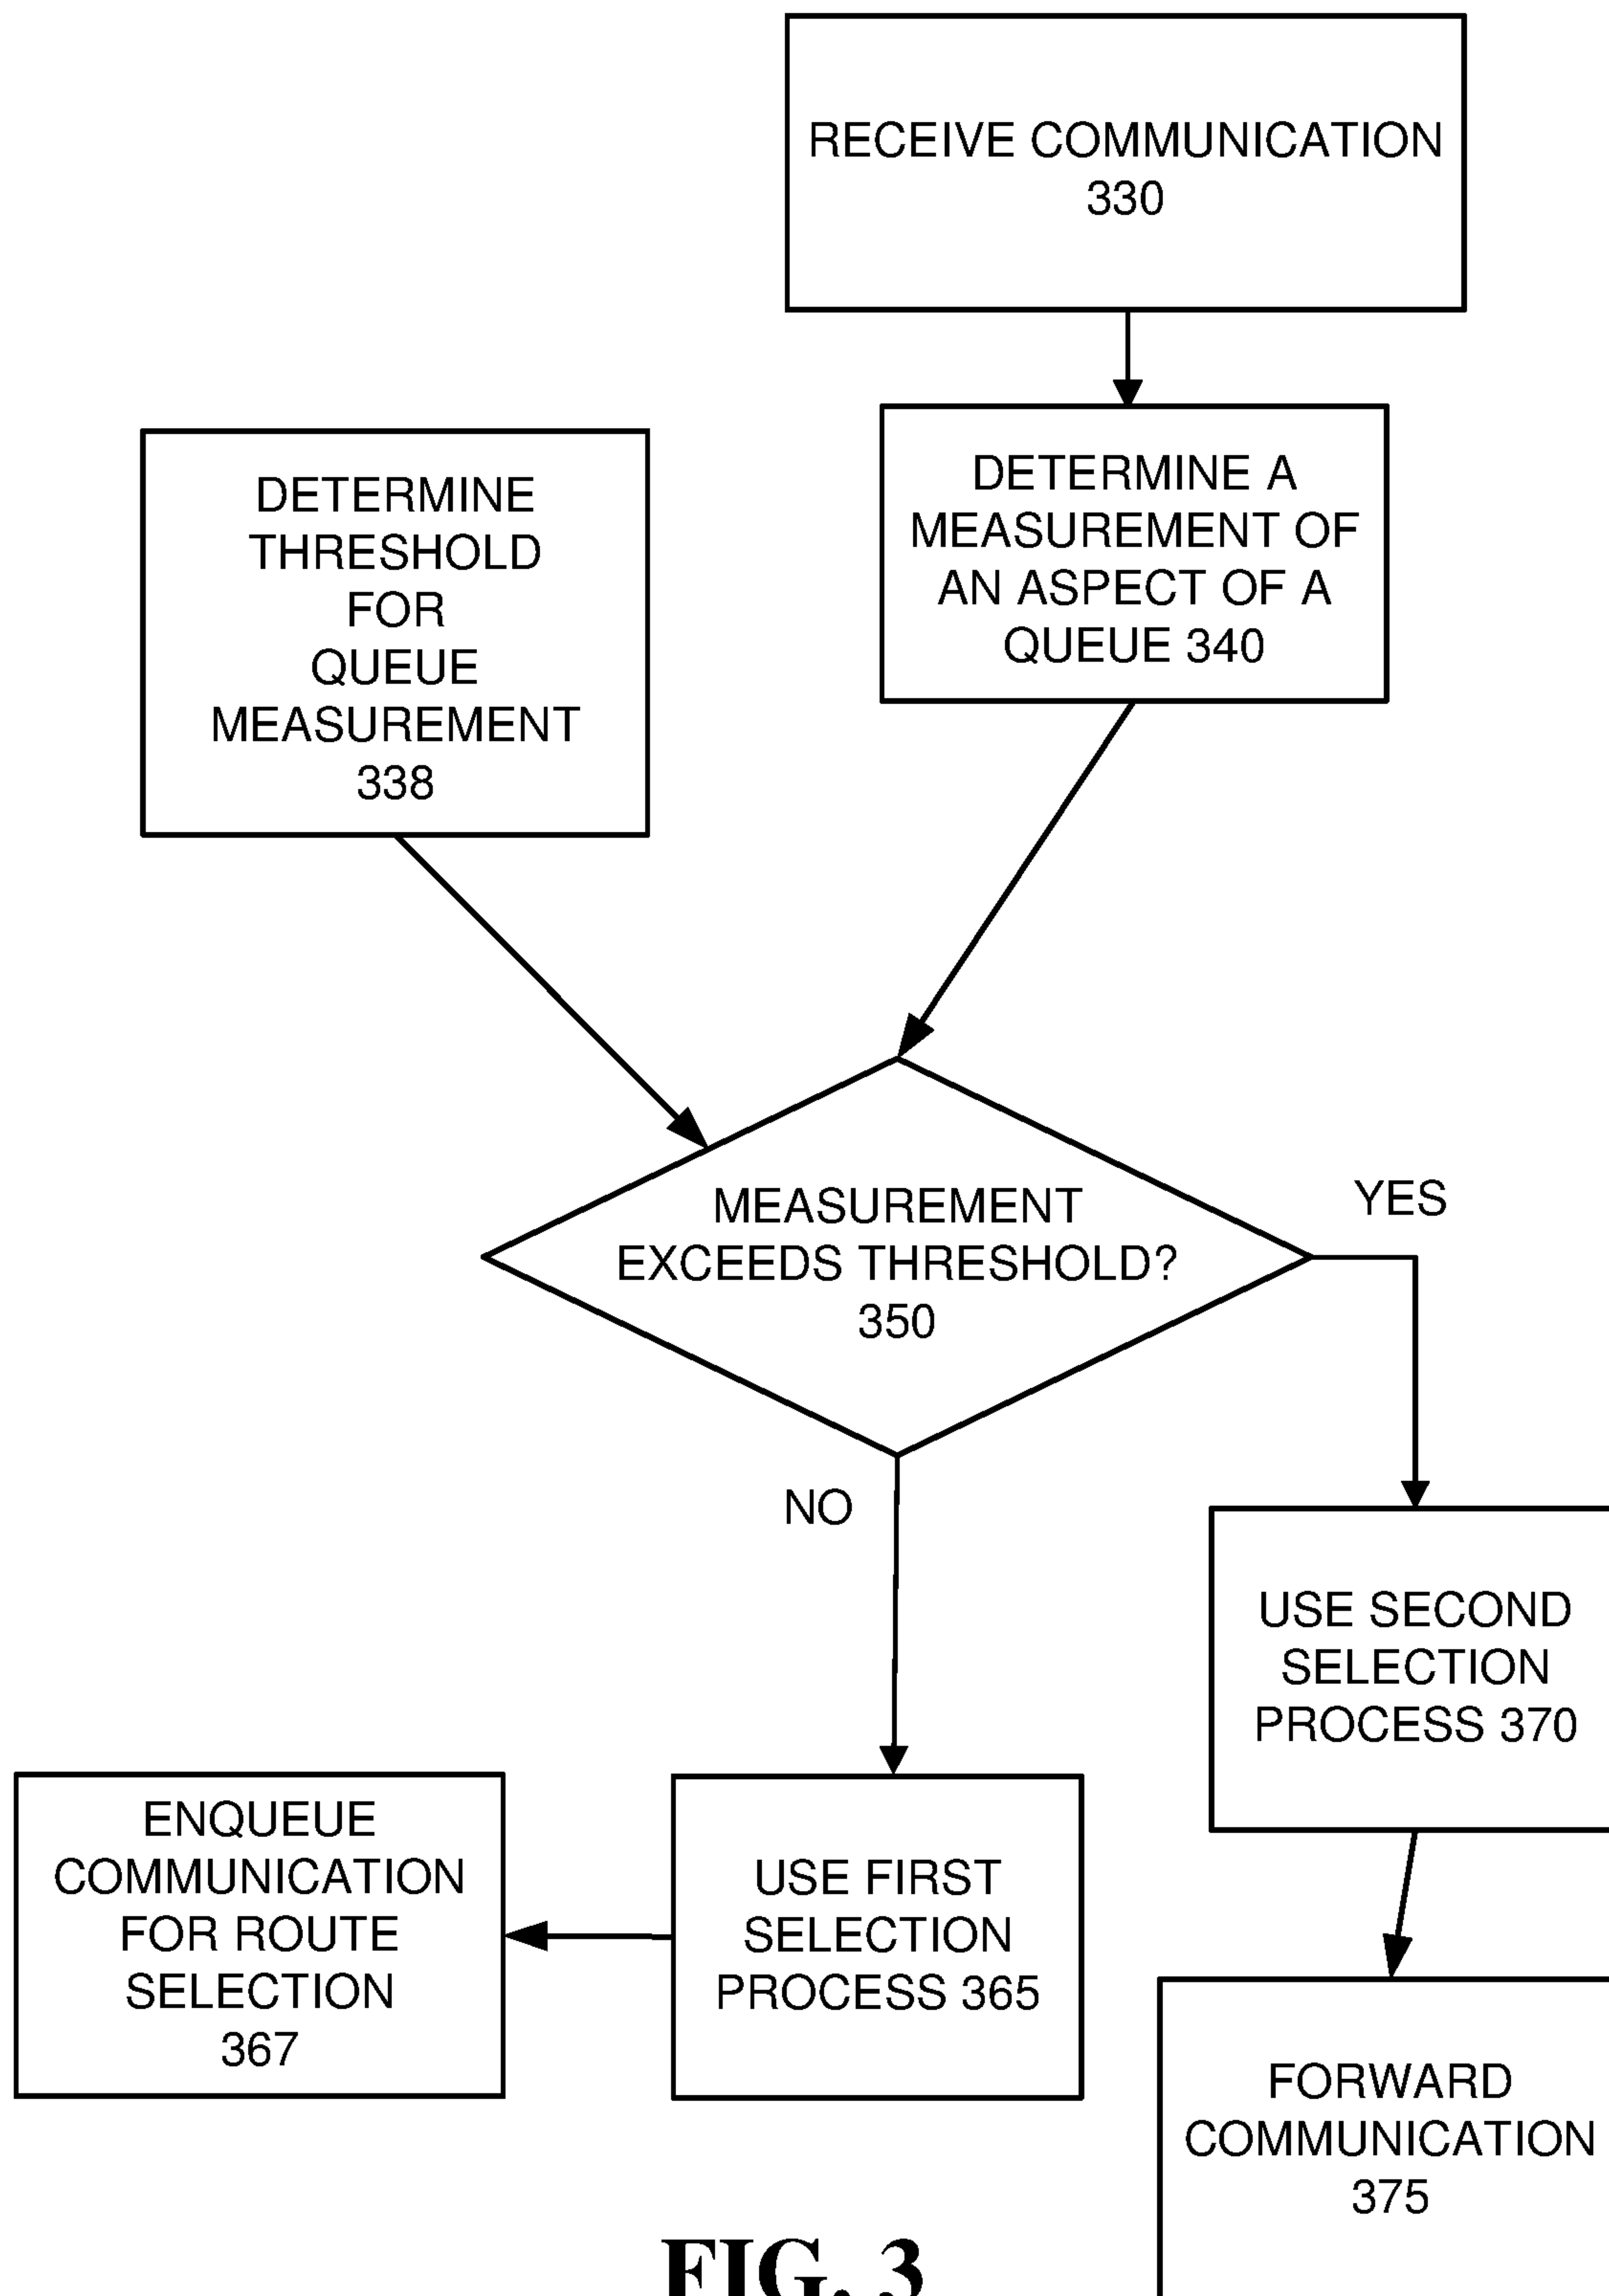 RECEIVE COMMUNICATION
330
DETERMINE A
MEASUREMENT OF
AN ASPECT OF A
QUEUE 340
DETERMINE
THRESHOLD
FOR
QUEUE
MEASUREMENT
338
MEASUREMENT
EXCEEDS THRESHOLD?
350
YES
NO
USE SECOND
SELECTION
PROCESS 370
ENQUEUE
COMMUNICATION
FOR ROUTE
SELECTION
367
USE FIRST
SELECTION
PROCESS 365
FORWARD
COMMUNICATION
375
FIG. 3